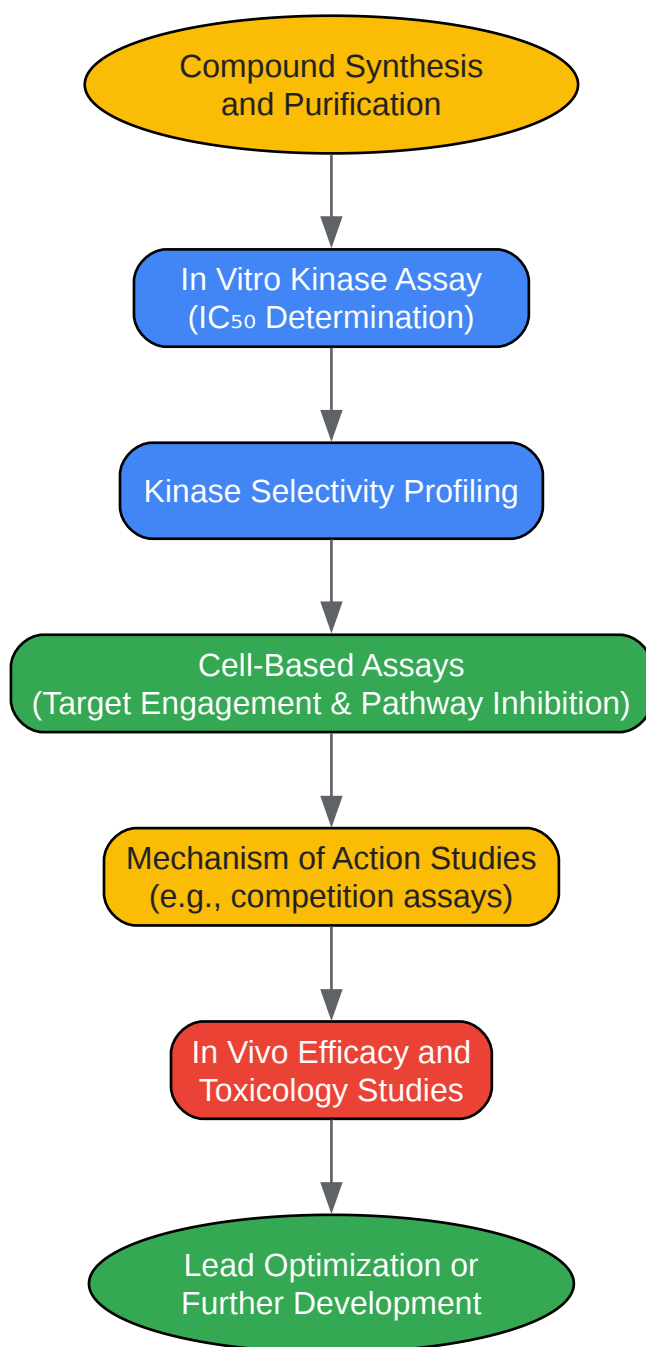 Compound Synthesis
and Purification
In Vitro Kinase Assay
(IC₅₀ Determination)
Kinase Selectivity Profiling
Cell-Based Assays
(Target Engagement & Pathway Inhibition)
Mechanism of Action Studies
(e.g., competition assays)
In Vivo Efficacy and
Toxicology Studies
Lead Optimization or
Further Development